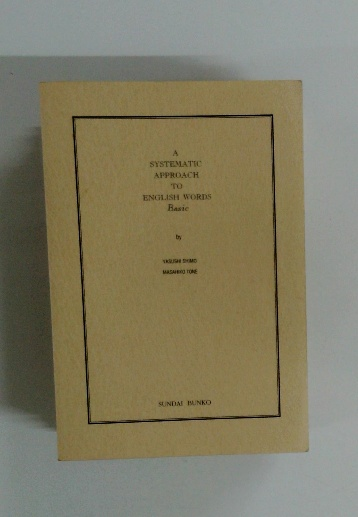 A
SYSTEMATIC
APPROACH
TO
ENGLISH WORDS
Basic
by
YASUSHI SHIMO
MASAHIKO TONE
SUNDAI BUNKO